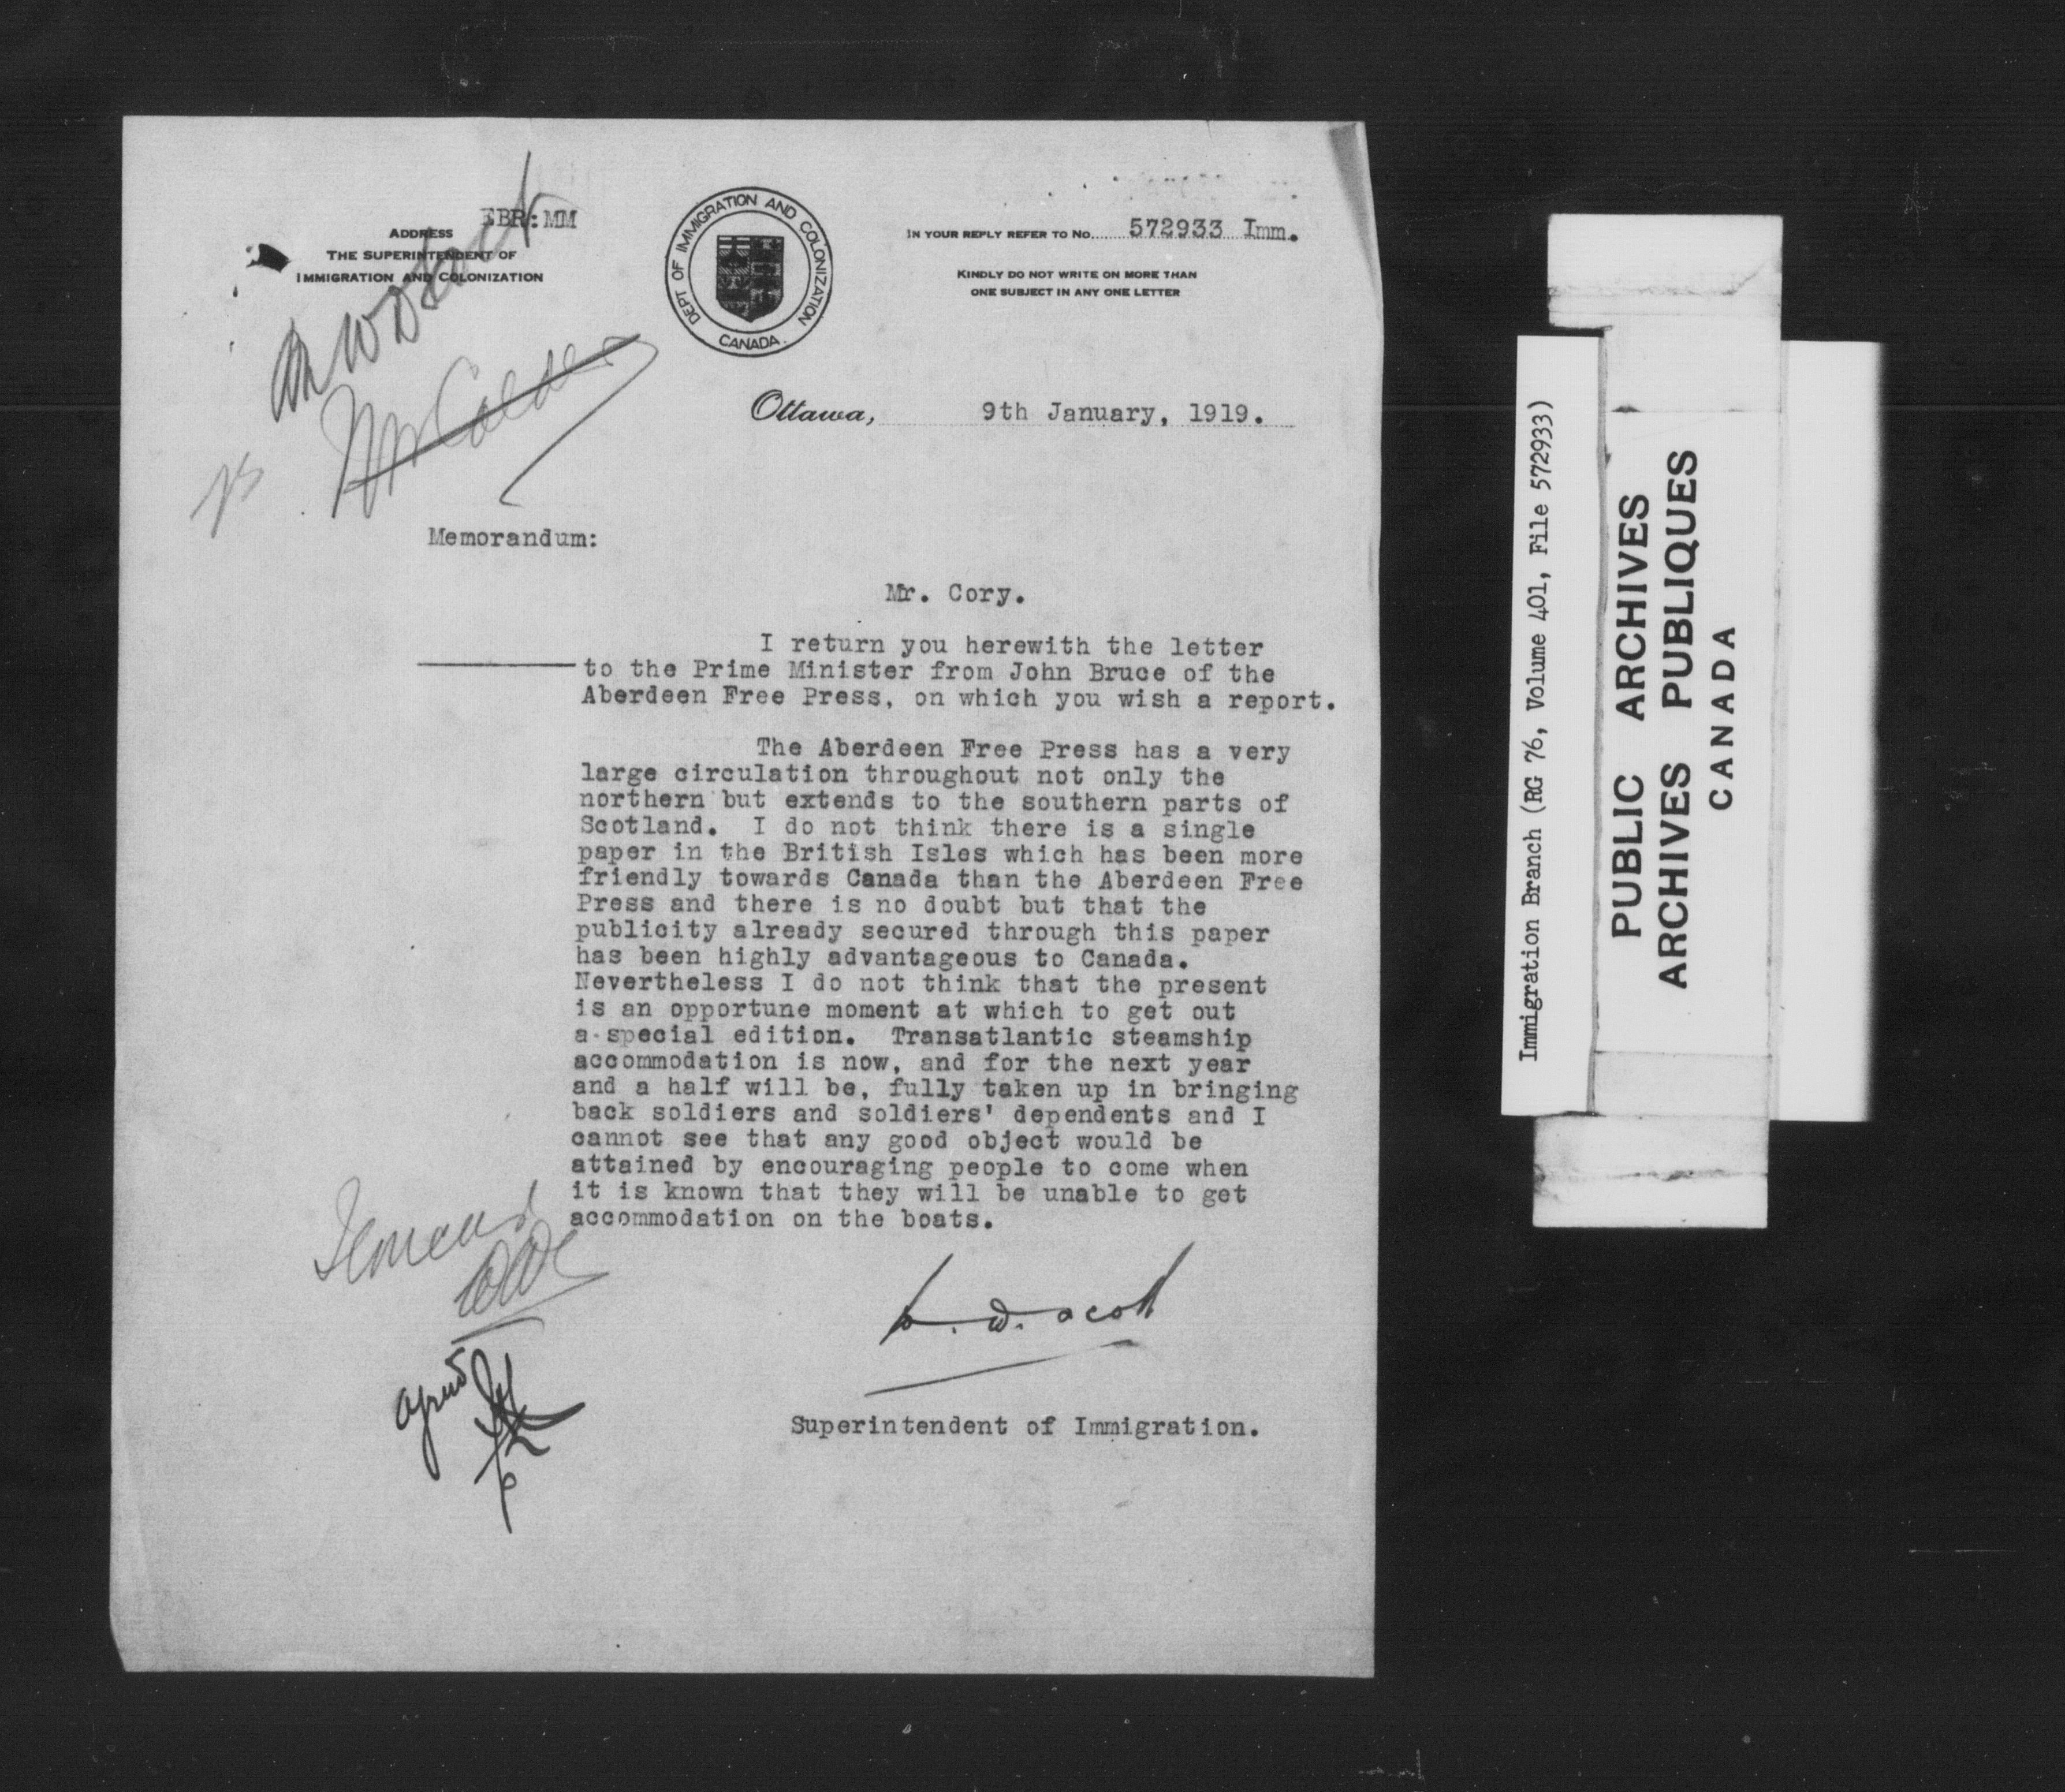 EBR:MM
ADDRESS
THE SUPERINTENDENT OF
IMMIGRATION AND COLONIZATION
DEPT OF IMMIGRATION AND COLONIZATION
CANADA.
IN YOUR REPLY REFER TO No. 572933 Imm.
KINDLY DO NOT WRITE ON MORE THAN
ONE SUBJECT IN ANY ONE LETTER
Mr Calder
Ottawa, 9th January, 1919.
Memorandum:
Mr. Cory.
I return you herewith the letter
to the Prime Minister from John Bruce of the
Aberdeen Free Press, on which you wish a report.
The Aberdeen Free Press has a very
large circulation throughout not only the
northern but extends to the southern parts of
Scotland. I do not think there is a single
paper in the British Isles which has been more
friendly towards Canada than the Aberdeen Free
Press and there is no doubt but that the
publicity already secured through this paper
has been highly advantageous to Canada.
Nevertheless I do not think that the present
is an opportune moment at which to get out
a special edition. Transatlantic steamship
accommodation is now, and for the next year
and a half will be, fully taken up in bringing
back soldiers and soldiers' dependents and I
cannot see that any good object would be
attained by encouraging people to come when
it is known that they will be unable to get
accommodation on the boats.
W. D. Scott
Superintendent of Immigration.
Immigration Branch (RG 76, Volume 401, File 572933)
PUBLIC ARCHIVES
ARCHIVES PUBLIQUES
CANADA